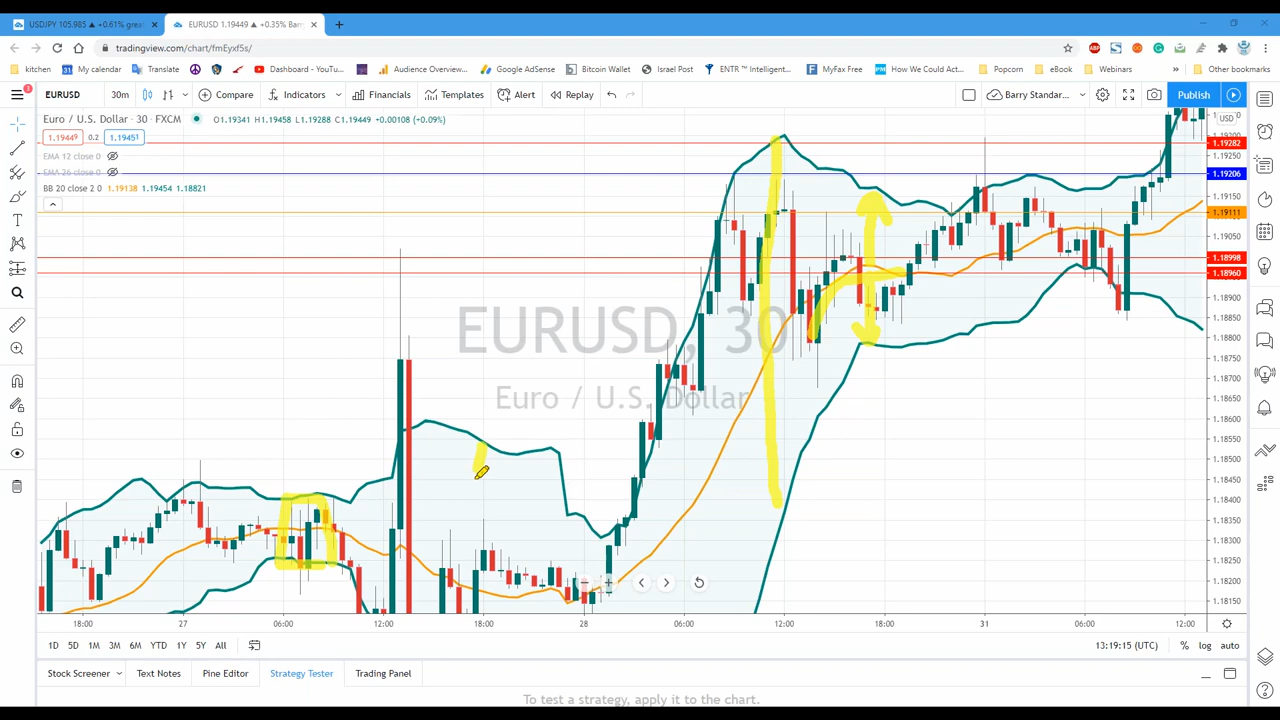 USDJPY 105.985 ▲ +0.61% grea
EURUSD 1.19449 ▲ +0.35% Barr
tradingview.com/chart/fmEyxf5s/
kitchen My calendar Translate Dashboard - YouTu... Audience Overview... Google AdSense Bitcoin Wallet Israel Post ENTR ™ Intelligent... MyFax Free How We Could Act... Popcorn eBook Webinars » Other bookmarks
EURUSD 30m Compare Indicators Financials Templates Alert Replay Barry Standar... Publish
Euro / U.S. Dollar · 30 · FXCM O1.19341 H1.19458 L1.19288 C1.19449 +0.00108 (+0.09%)
USD
1.19449 0.2 1.19451
EMA 12 close 0
EMA 26 close 0
BB 20 close 2 0 1.19138 1.19454 1.18821
1.19282
1.19250
1.19206
1.19150
1.19111
1.19050
1.18998
1.18960
1.18900
1.18850
1.18800
1.18750
1.18700
1.18650
1.18600
1.18550
1.18500
1.18450
1.18400
1.18350
1.18300
1.18250
1.18200
1.18150
EURUSD, 30
Euro / U.S. Dollar
18:00 27 06:00 12:00 18:00 28 06:00 12:00 18:00 31 06:00 12:00
1D 5D 1M 3M 6M YTD 1Y 5Y All 13:19:15 (UTC) % log auto
Stock Screener Text Notes Pine Editor Strategy Tester Trading Panel
To test a strategy, apply it to the chart.